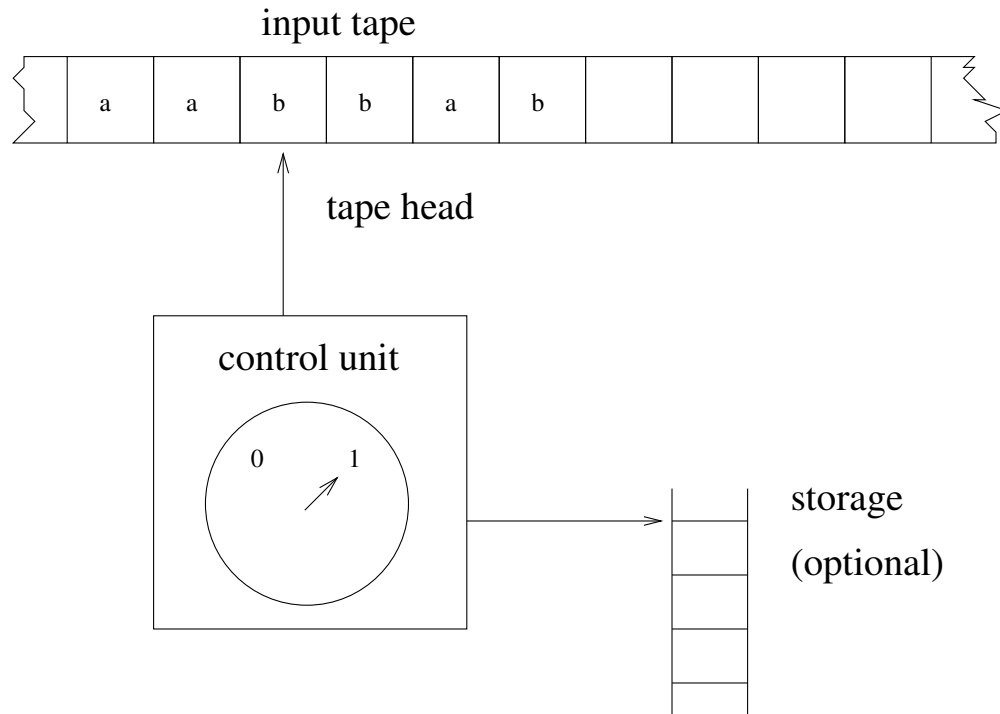 input tape
a a b b a b
tape head
control unit
0 1
storage
(optional)